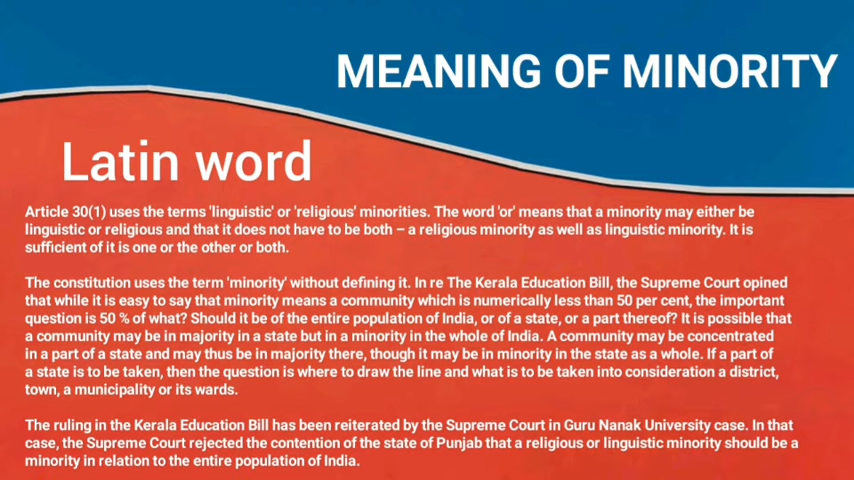 MEANING OF MINORITY
Latin word
Article 30(1) uses the terms 'linguistic' or 'religious' minorities. The word 'or' means that a minority may either be
linguistic or religious and that it does not have to be both – a religious minority as well as linguistic minority. It is
sufficient of it is one or the other or both.
The constitution uses the term 'minority' without defining it. In re The Kerala Education Bill, the Supreme Court opined
that while it is easy to say that minority means a community which is numerically less than 50 per cent, the important
question is 50 % of what? Should it be of the entire population of India, or of a state, or a part thereof? It is possible that
a community may be in majority in a state but in a minority in the whole of India. A community may be concentrated
in a part of a state and may thus be in majority there, though it may be in minority in the state as a whole. If a part of
a state is to be taken, then the question is where to draw the line and what is to be taken into consideration a district,
town, a municipality or its wards.
The ruling in the Kerala Education Bill has been reiterated by the Supreme Court in Guru Nanak University case. In that
case, the Supreme Court rejected the contention of the state of Punjab that a religious or linguistic minority should be a
minority in relation to the entire population of India.